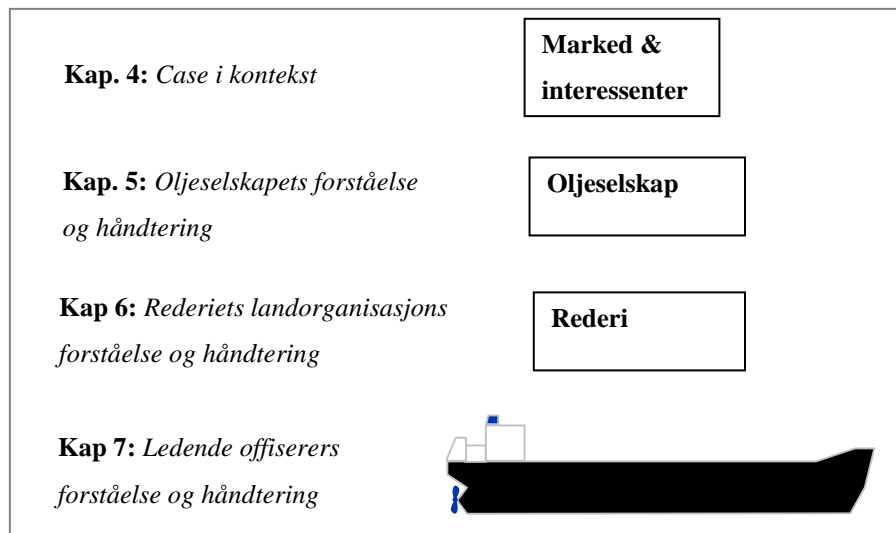 Kap. 4: Case i kontekst
Marked &
interessenter
Kap. 5: Oljeselskapets forståelse
og håndtering
Oljeselskap
Kap 6: Rederiets landorganisasjons
forståelse og håndtering
Rederi
Kap 7: Ledende offiserers
forståelse og håndtering